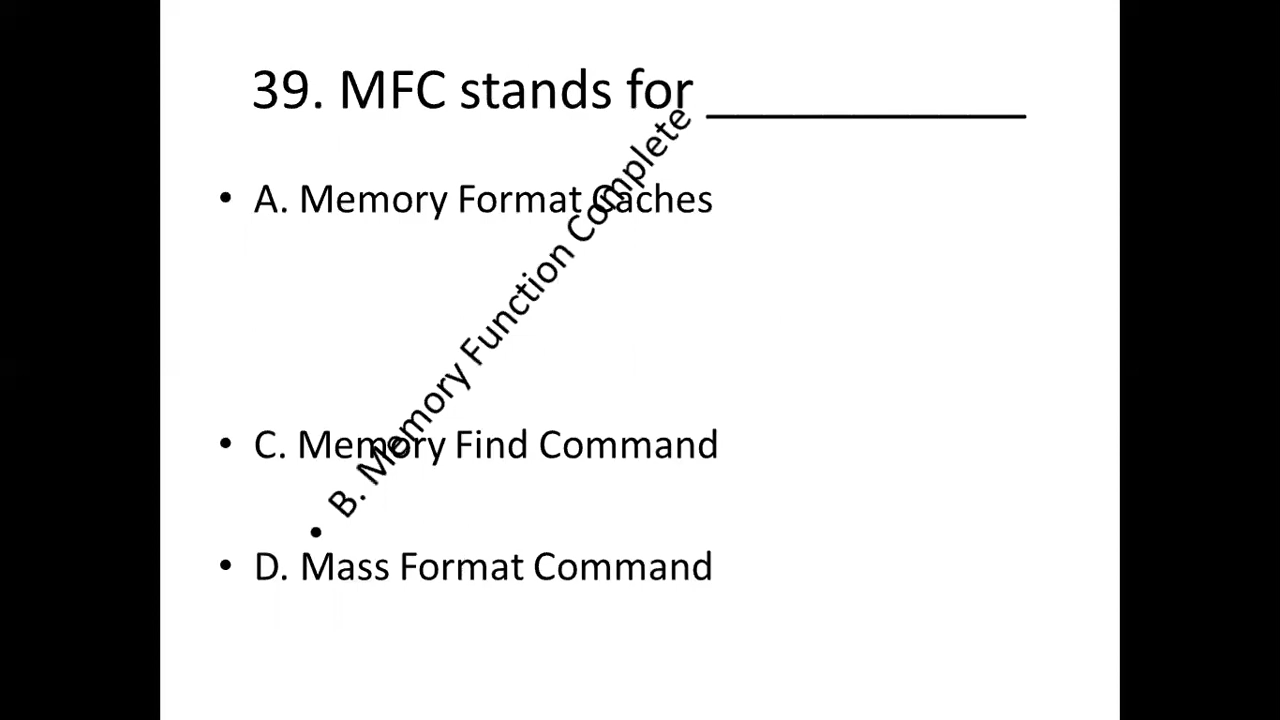 39. MFC stands for ____________
• A. Memory Format Caches
• B. Memory Function Complete
• C. Memory Find Command
• D. Mass Format Command